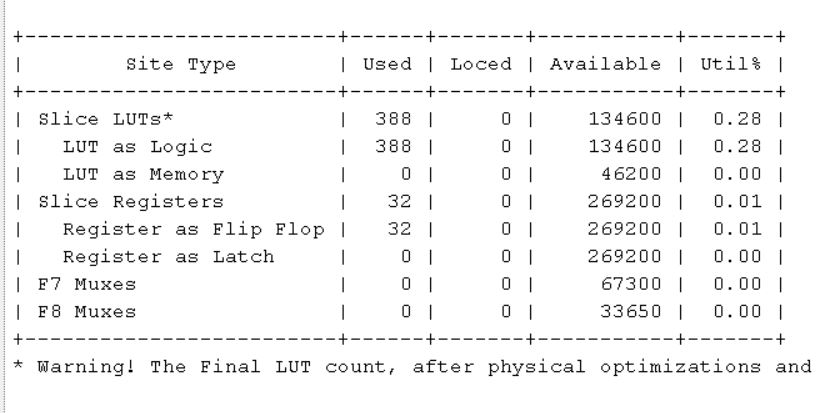 +-------------------------+------+-------+-----------+-------+
|        Site Type        | Used | Loced | Available | Util% |
+-------------------------+------+-------+-----------+-------+
| Slice LUTs*             |  388 |     0 |    134600 |  0.28 |
|   LUT as Logic          |  388 |     0 |    134600 |  0.28 |
|   LUT as Memory         |    0 |     0 |     46200 |  0.00 |
| Slice Registers         |   32 |     0 |    269200 |  0.01 |
|   Register as Flip Flop |   32 |     0 |    269200 |  0.01 |
|   Register as Latch     |    0 |     0 |    269200 |  0.00 |
| F7 Muxes                |    0 |     0 |     67300 |  0.00 |
| F8 Muxes                |    0 |     0 |     33650 |  0.00 |
+-------------------------+------+-------+-----------+-------+
* Warning! The Final LUT count, after physical optimizations and